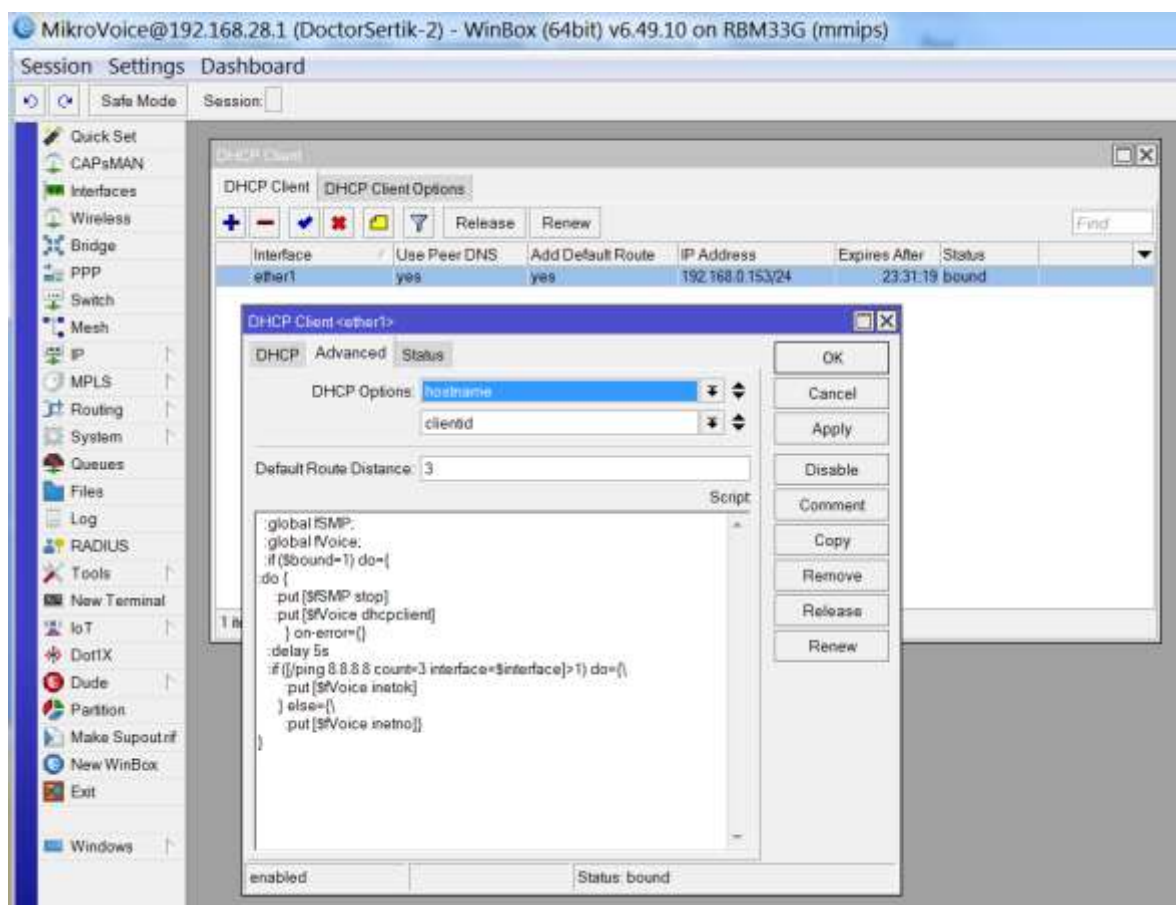 MikroVoice@192.168.28.1 (DoctorSertik-2) - WinBox (64bit) v6.49.10 on RBM33G (mmips)
Session Settings Dashboard
Safe Mode Session:
Quick Set
CAPsMAN
Interfaces
Wireless
Bridge
PPP
Switch
Mesh
IP
MPLS
Routing
System
Queues
Files
Log
RADIUS
Tools
New Terminal
IoT
Dot1X
Dude
Partition
Make Supout.rif
New WinBox
Exit
Windows
DHCP Client
DHCP Client DHCP Client Options
Release Renew Find
Interface Use Peer DNS Add Default Route IP Address Expires After Status
ether1 yes yes 192.168.0.153/24 23:31:19 bound
DHCP Client <ether1>
DHCP Advanced Status
DHCP Options: hostname
clientid
Default Route Distance: 3
Script:
:global fSMP;
:global fVoice;
:if ($bound=1) do={
:do {
:put [$fSMP stop]
:put [$fVoice dhcpclient]
} on-error={}
:delay 5s
:if ([/ping 8.8.8.8 count=3 interface=$interface]>1) do={\
:put [$fVoice inetok]
} else={\
:put [$fVoice inetno]}
}
OK
Cancel
Apply
Disable
Comment
Copy
Remove
Release
Renew
enabled Status: bound